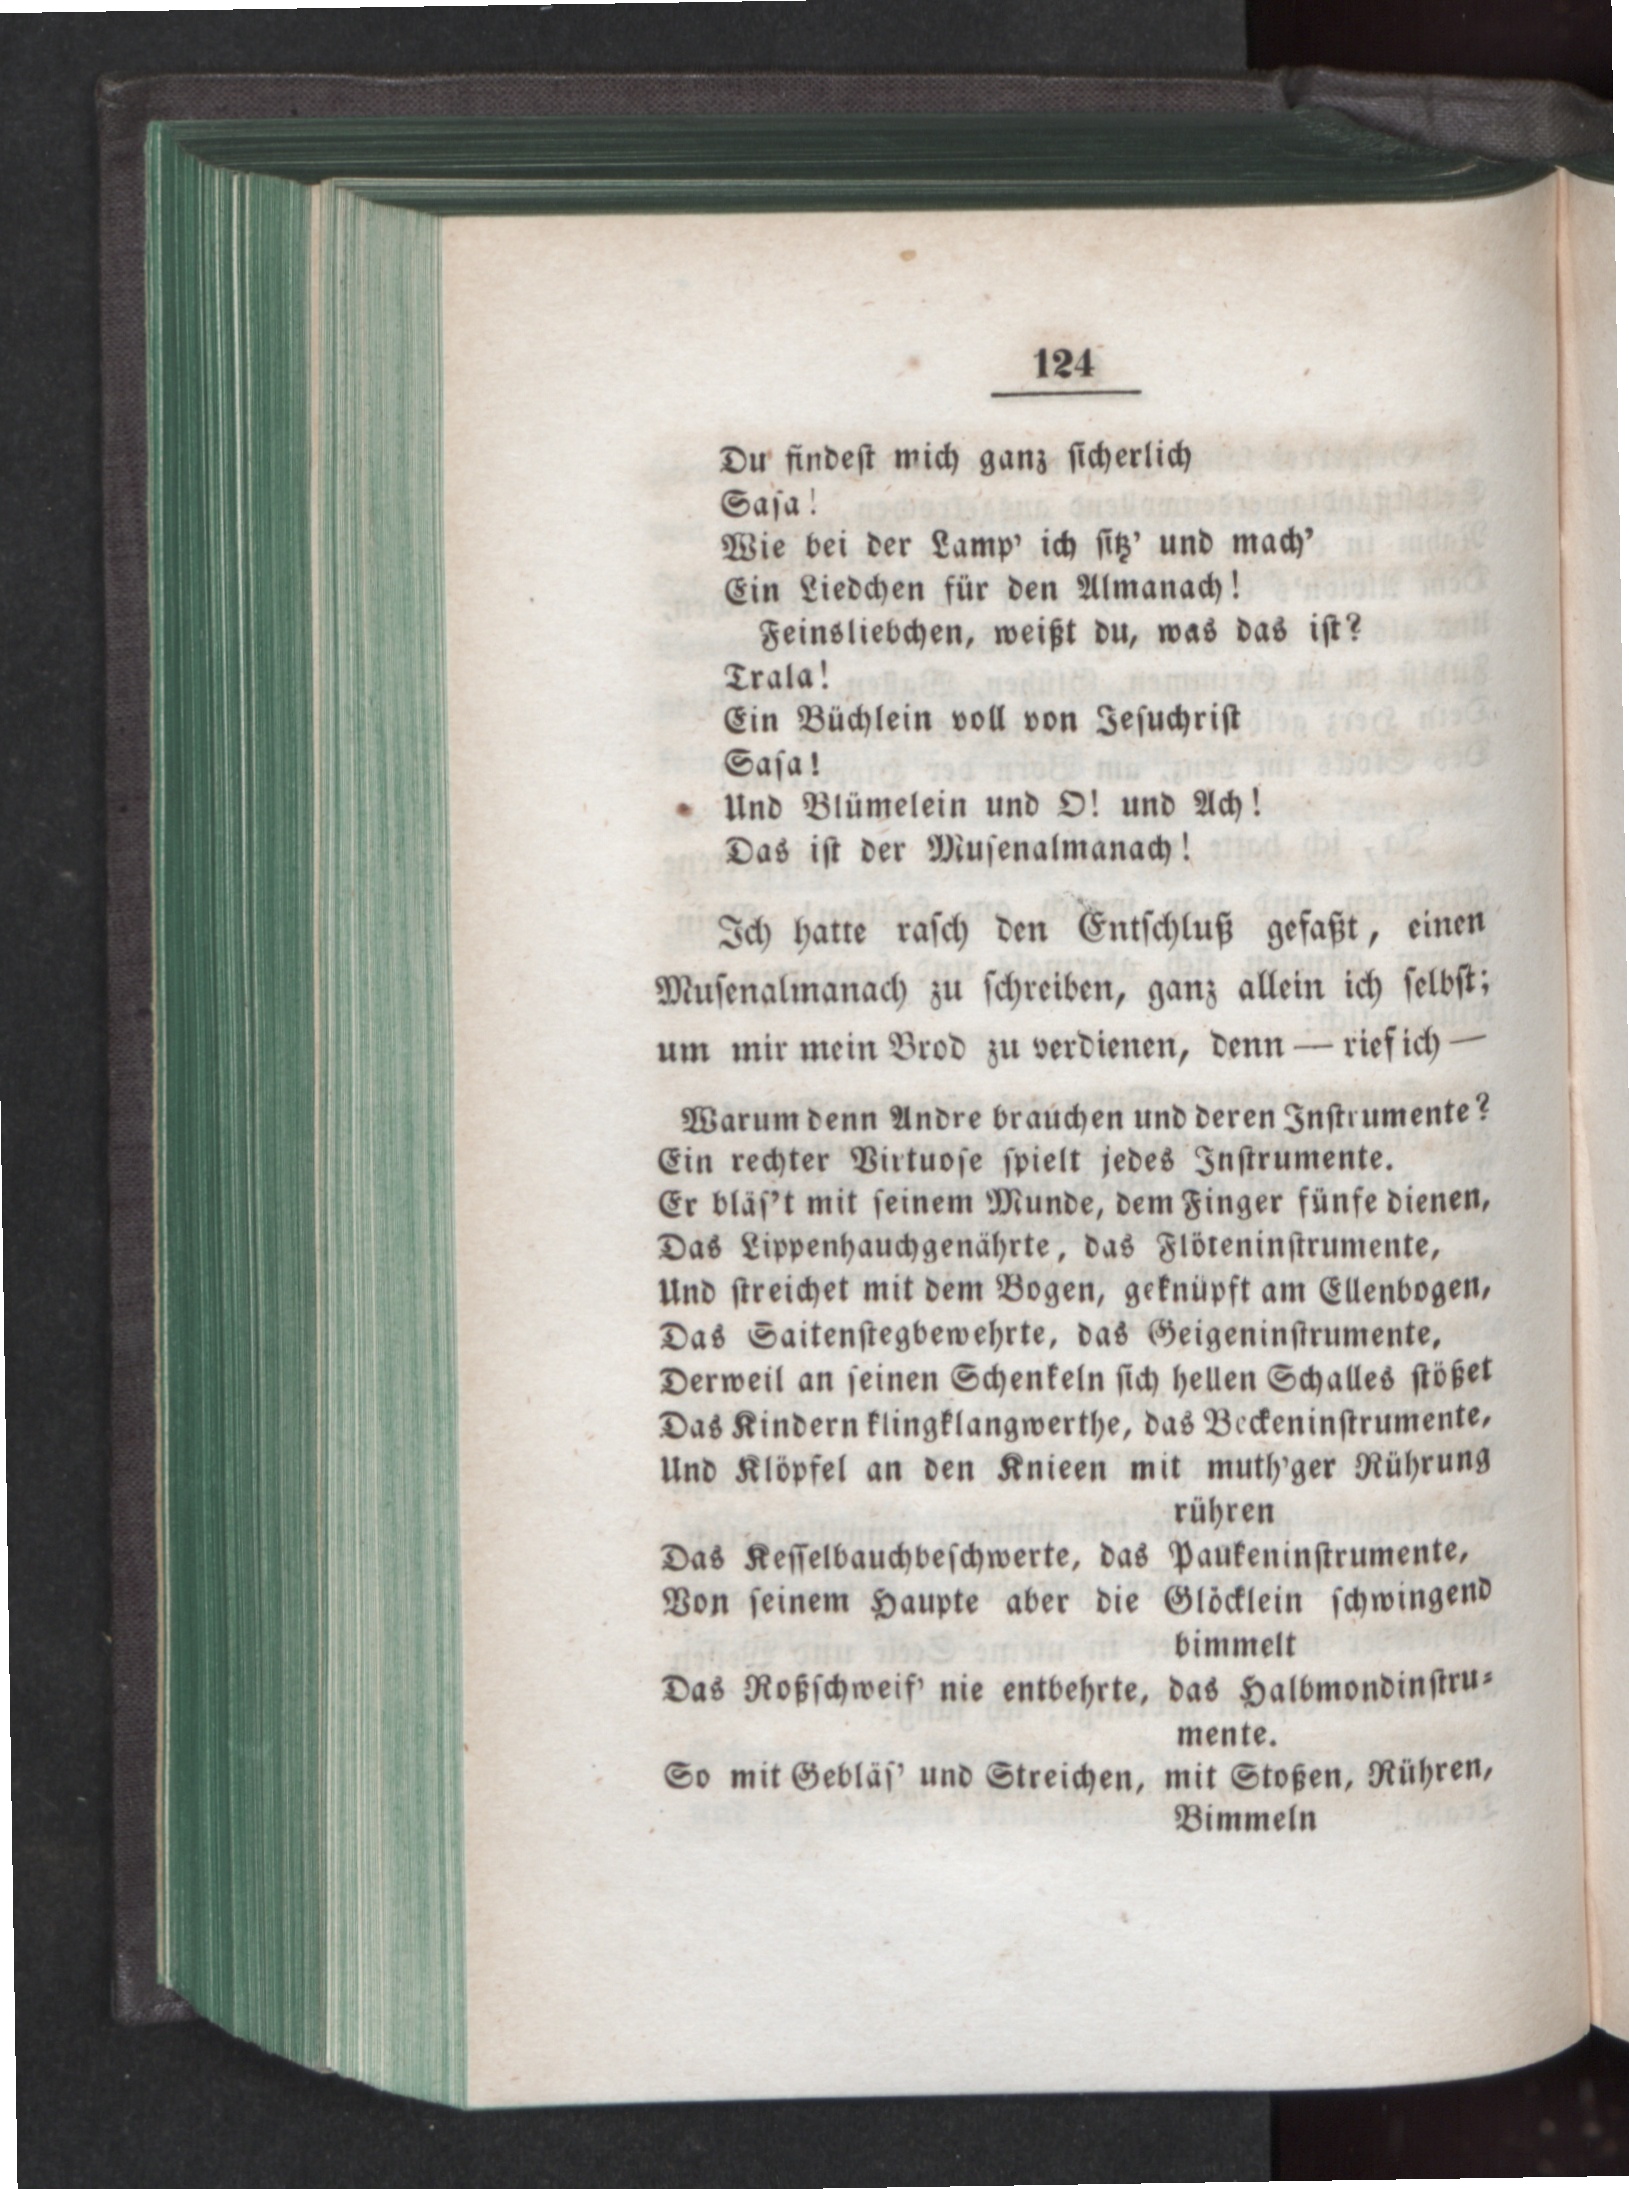 124
Du findeſt mich ganz ſicherlich
Saſa!
Wie bei der Lamp' ich ſitz' und mach'
Ein Liedchen für den Almanach!
Feinsliebchen, weißt du, was das iſt?
Trala!
Ein Büchlein voll von Jeſuchriſt
Saſa!
Und Blümelein und O! und Ach!
Das iſt der Muſenalmanach!
Ich hatte raſch den Entſchluß gefaßt, einen
Muſenalmanach zu ſchreiben, ganz allein ich ſelbſt;
um mir mein Brod zu verdienen, denn — rief ich —
Warum denn Andre brauchen und deren Inſtrumente?
Ein rechter Virtuoſe ſpielt jedes Inſtrumente.
Er bläſ't mit ſeinem Munde, dem Finger fünfe dienen,
Das Lippenhauchgenährte, das Flöteninſtrumente,
Und ſtreichet mit dem Bogen, geknüpft am Ellenbogen,
Das Saitenſtegbewehrte, das Geigeninſtrumente,
Derweil an ſeinen Schenkeln ſich hellen Schalles ſtößet
Das Kindern klingklangwerthe, das Beckeninſtrumente,
Und Klöpfel an den Knieen mit muth'ger Rührung
rühren
Das Keſſelbauchbeſchwerte, das Paukeninſtrumente,
Von ſeinem Haupte aber die Glöcklein ſchwingend
bimmelt
Das Roßſchweif' nie entbehrte, das Halbmondinſtru-
mente.
So mit Gebläſ' und Streichen, mit Stoßen, Rühren,
Bimmeln